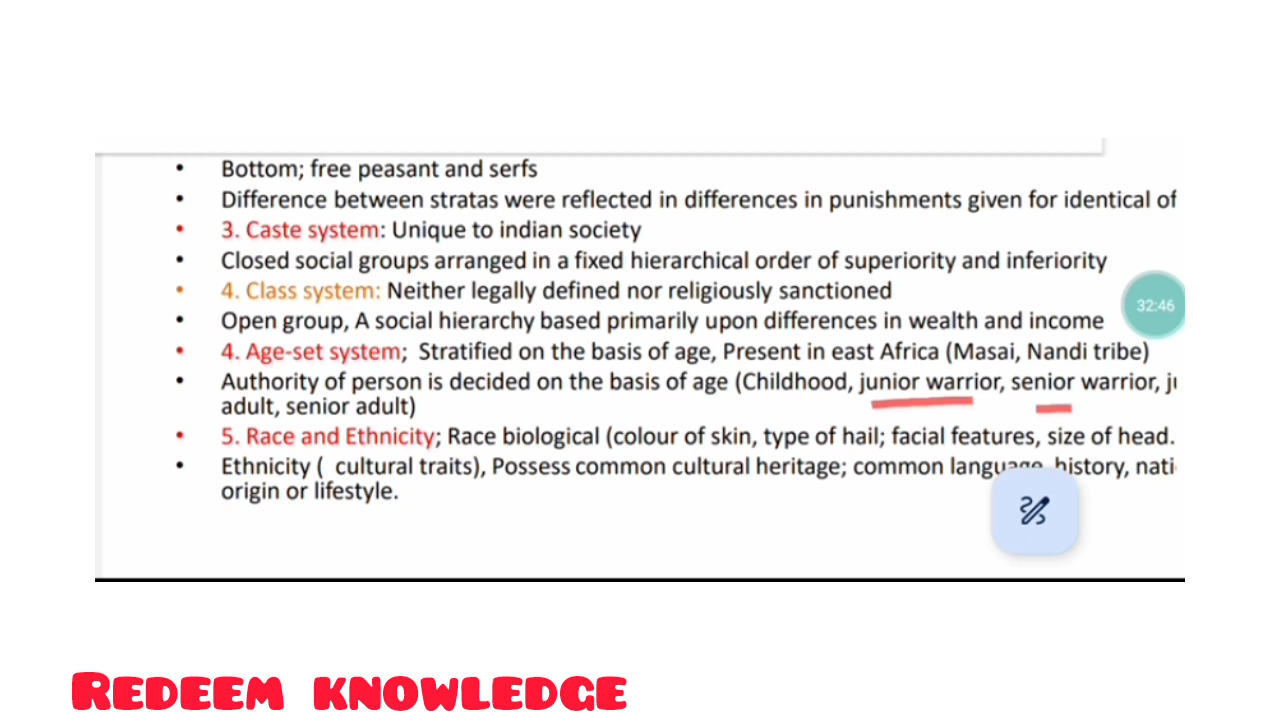 • Bottom; free peasant and serfs
• Difference between stratas were reflected in differences in punishments given for identical of
• 3. Caste system: Unique to indian society
• Closed social groups arranged in a fixed hierarchical order of superiority and inferiority
• 4. Class system: Neither legally defined nor religiously sanctioned
• Open group, A social hierarchy based primarily upon differences in wealth and income
32:46
• 4. Age-set system; Stratified on the basis of age, Present in east Africa (Masai, Nandi tribe)
• Authority of person is decided on the basis of age (Childhood, junior warrior, senior warrior,
adult, senior adult)
• 5. Race and Ethnicity; Race biological (colour of skin, type of hail; facial features, size of head.
• Ethnicity ( cultural traits), Possess common cultural heritage; common language, history, nati
origin or lifestyle.
REDEEM KNOWLEDGE